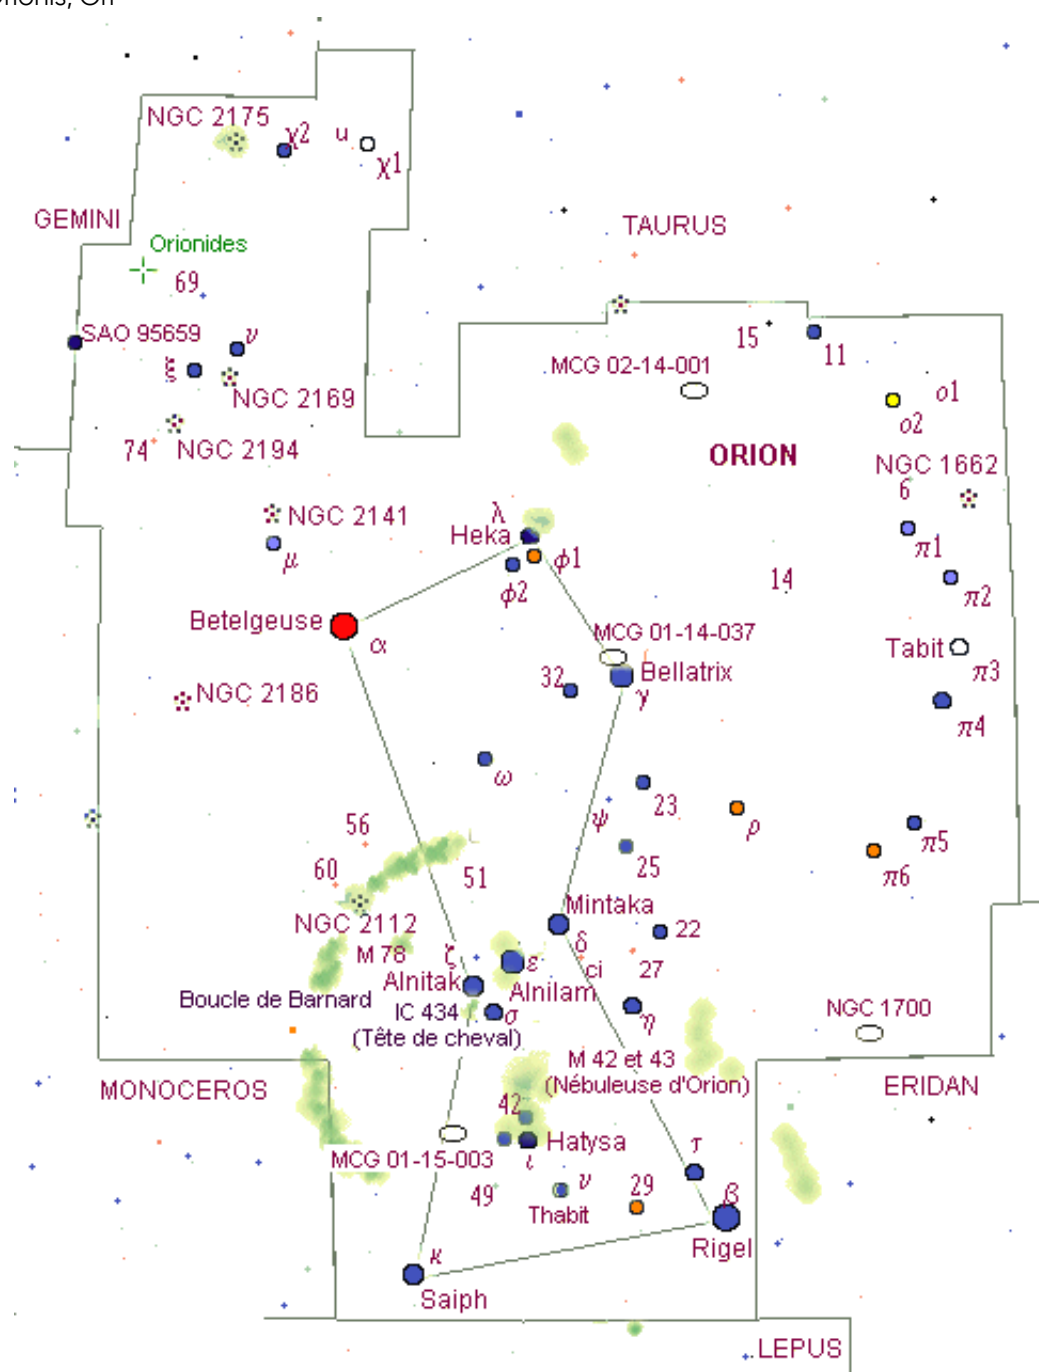 NGC 2175
χ2
u
χ1
GEMINI
TAURUS
Orionides
69
SAO 95659
ν
ξ
15
11
MCG 02-14-001
NGC 2169
ο1
ο2
74
NGC 2194
ORION
NGC 1662
6
λ
NGC 2141
Heka
π1
μ
ϕ1
ϕ2
14
π2
Betelgeuse
α
MCG 01-14-037
Tabit
π3
32
Bellatrix
NGC 2186
γ
π4
ω
23
ψ
ρ
56
25
π5
60
51
π6
Mintaka
NGC 2112
22
M 78
ζ
δ
ε
ci
27
Alnitak
Alnilam
Boucle de Barnard
IC 434
σ
η
NGC 1700
(Tête de cheval)
M 42 et 43
(Nébuleuse d'Orion)
MONOCEROS
ERIDAN
42
Hatysa
ι
τ
MCG 01-15-003
49
υ
29
β
Thabit
Rigel
κ
Saiph
LEPUS